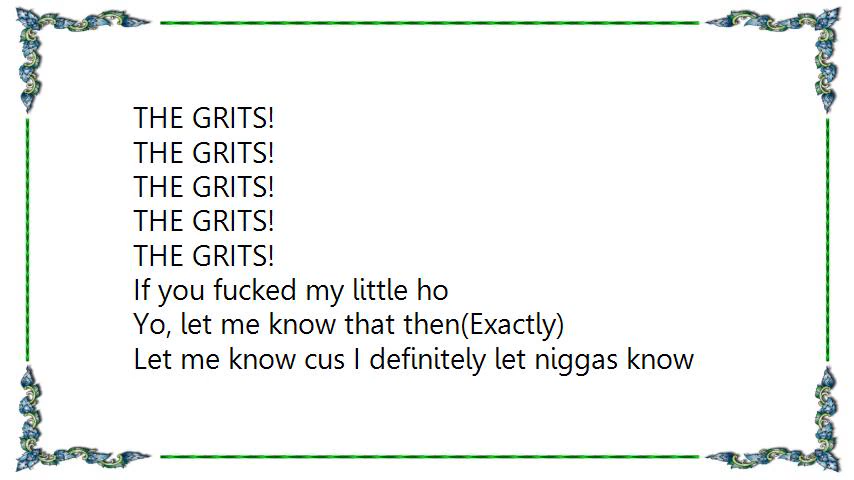 THE GRITS!
THE GRITS!
THE GRITS!
THE GRITS!
THE GRITS!
If you fucked my little ho
Yo, let me know that then(Exactly)
Let me know cus I definitely let niggas know